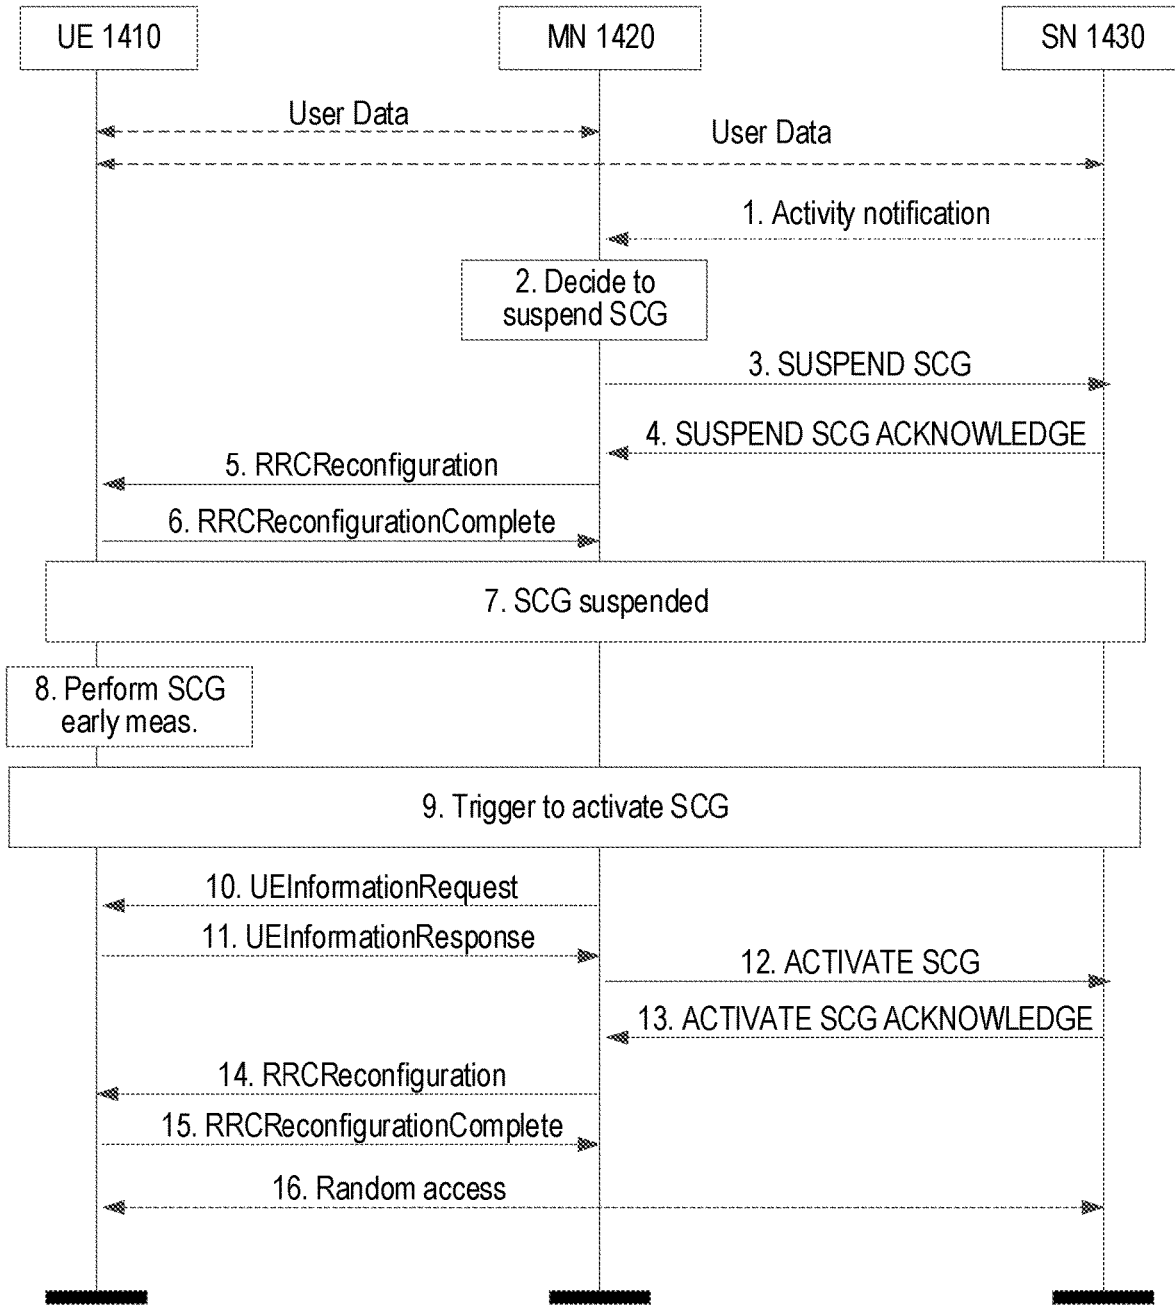 UE 1410
MN 1420
SN 1430
User Data
User Data
1. Activity notification
2. Decide to
suspend SCG
3. SUSPEND SCG
4. SUSPEND SCG ACKNOWLEDGE
5. RRCReconfiguration
6. RRCReconfigurationComplete
7. SCG suspended
8. Perform SCG
early meas.
9. Trigger to activate SCG
10. UEInformationRequest
11. UEInformationResponse
12. ACTIVATE SCG
13. ACTIVATE SCG ACKNOWLEDGE
14. RRCReconfiguration
15. RRCReconfigurationComplete
16. Random access